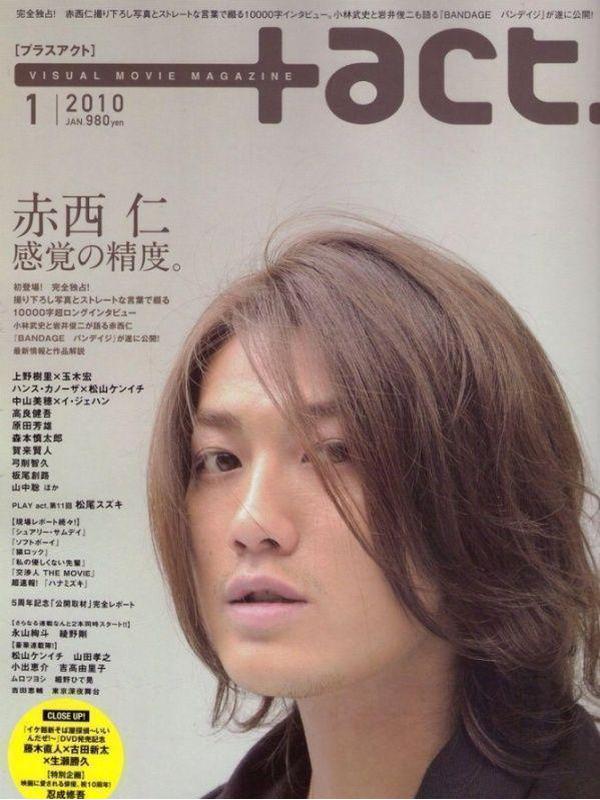 完全独占! 赤西仁撮り下ろし写真とストレートな言葉で綴る10000字インタビュー。小林武史と岩井俊二も語る『BANDAGE バンデイジ』が遂に公開!
[プラスアクト]
VISUAL MOVIE MAGAZINE
+act.
1 | 2010
JAN. 980yen
赤西 仁
感覚の精度。
初登場! 完全独占!
撮り下ろし写真とストレートな言葉で綴る
10000字超ロングインタビュー
小林武史と岩井俊二が語る赤西仁
『BANDAGE バンデイジ』が遂に公開!
最新情報と作品解説
上野樹里×玉木宏
ハンス・カノーザ×松山ケンイチ
中山美穂×イ・ジェハン
高良健吾
原田芳雄
森本慎太郎
賀来賢人
弓削智久
板尾創路
山中聡 ほか
PLAY act. 第11回 松尾スズキ
【現場レポート続々!】
『シュアリー・サムデイ』
『ソフトボーイ』
『猿ロック』
『私の優しくない先輩』
『交渉人 THE MOVIE』
超速報! 『ハナミズキ』
5周年記念「公開取材」完全レポート
【さらなる連載なんと2本同時スタート!!】
永山絢斗 綾野剛
【豪華連載陣!】
松山ケンイチ 山田孝之
小出恵介 吉高由里子
ムロツヨシ 細野ひで晃
吉田恵輔 東京深夜舞台
CLOSE UP!
『イケ麺新そば屋探偵〜いい
んだぜ!〜』DVD発売記念
藤木直人×古田新太
×生瀬勝久
【特別企画】
映画に愛される俳優、祝10周年!
忍成修吾